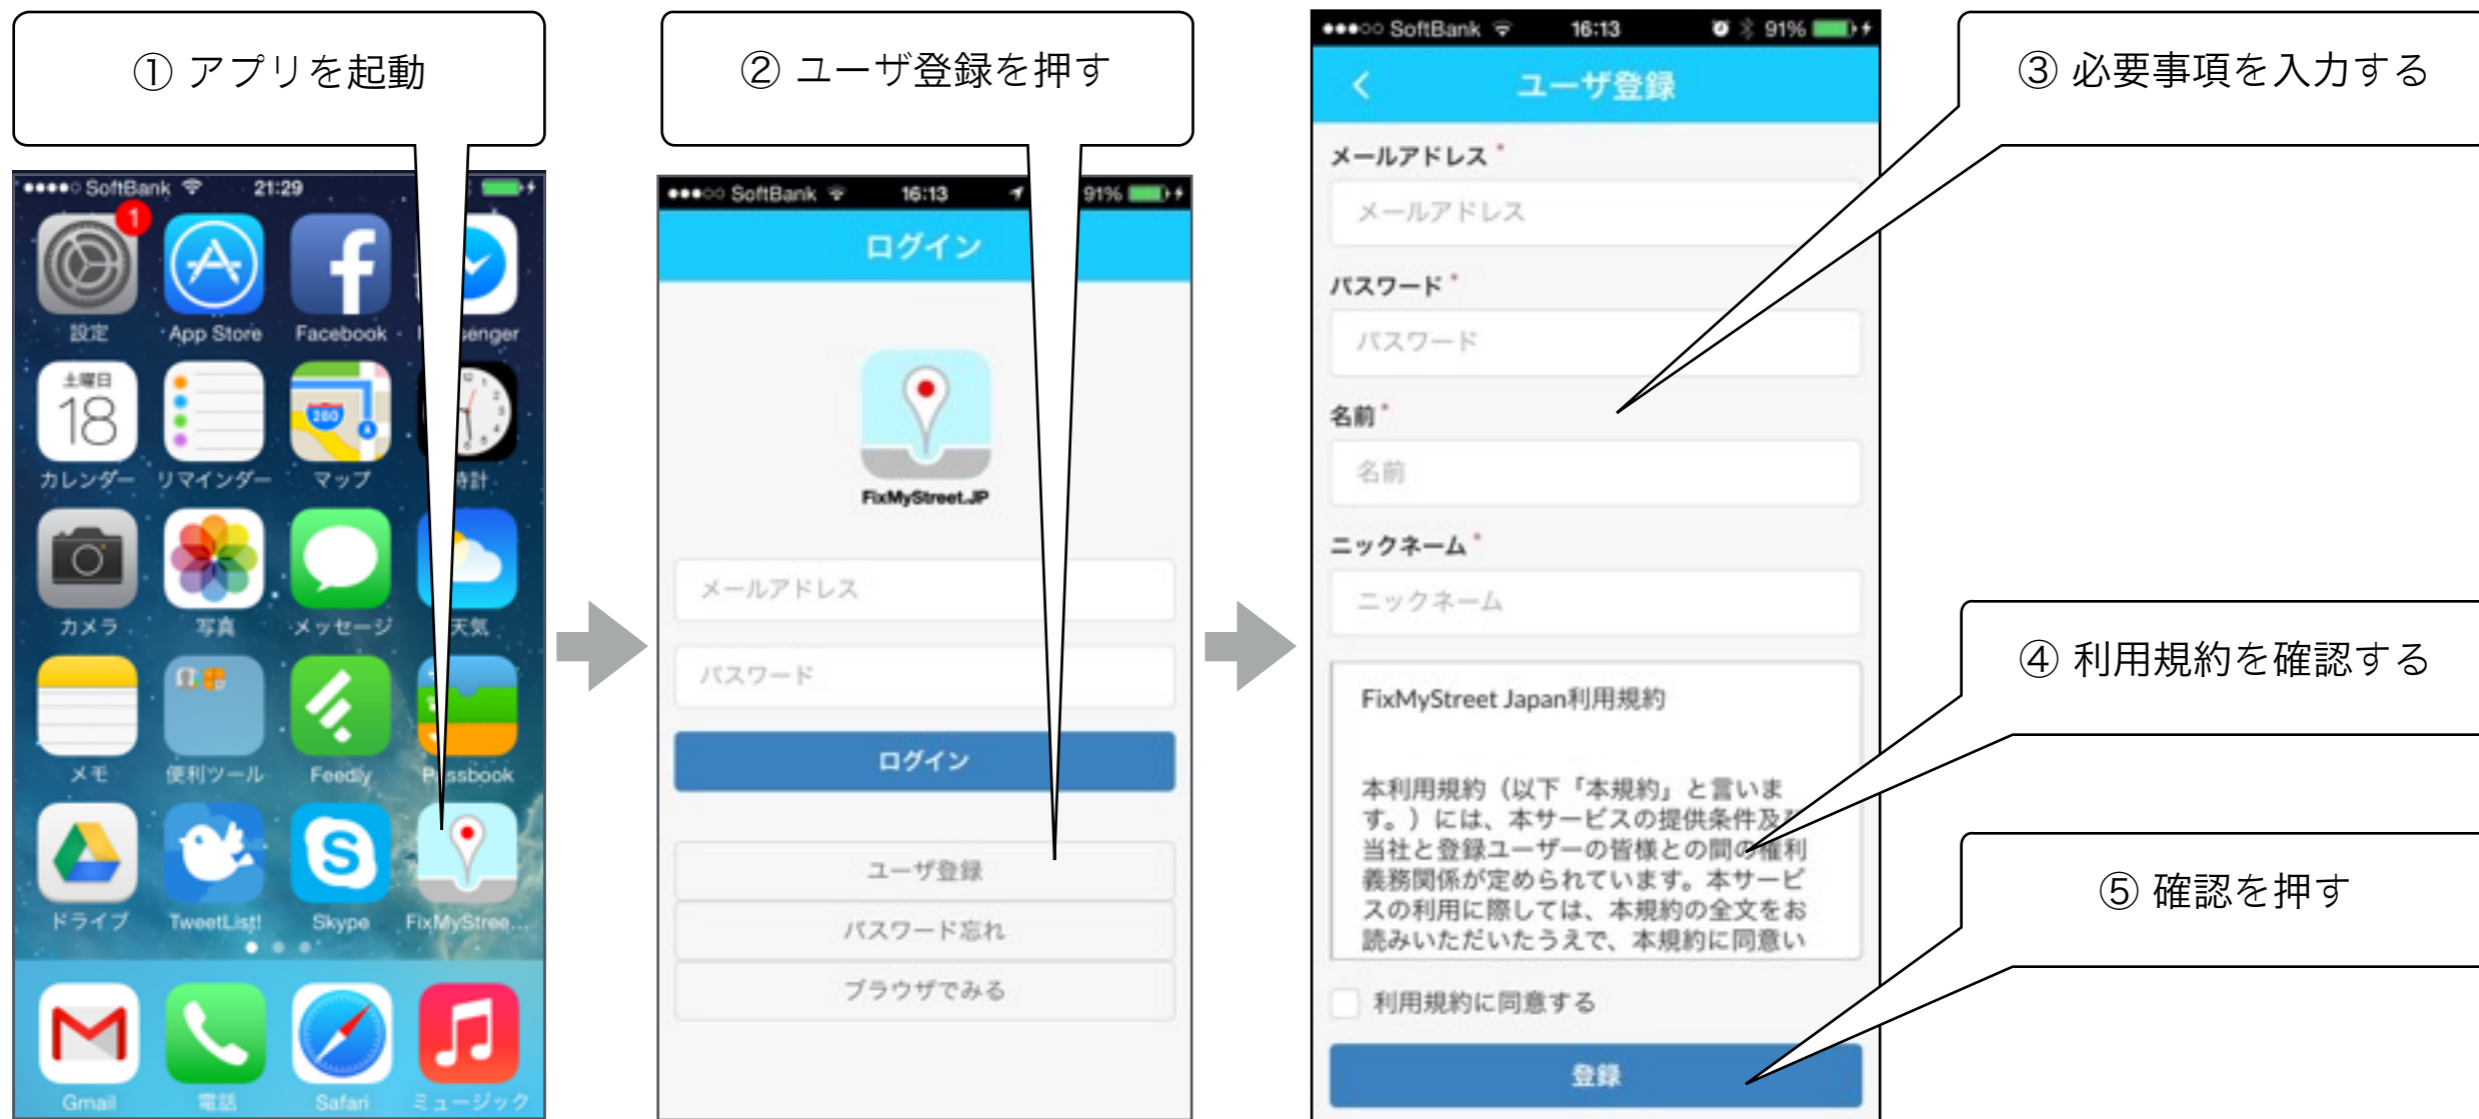 ① アプリを起動
SoftBank 21:29
1
設定 App Store Facebook
土曜日
18
280
カレンダー リマインダー マップ
カメラ 写真 メッセージ 天気
メモ 便利ツール Feedly
ドライブ TweetList! Skype FixMyStree...
Gmail 電話 Safari ミュージック
② ユーザ登録を押す
SoftBank 16:13 91%
ログイン
FixMyStreet.JP
メールアドレス
パスワード
ログイン
ユーザ登録
パスワード忘れ
ブラウザでみる
SoftBank 16:13 91%
ユーザ登録
メールアドレス *
メールアドレス
パスワード *
パスワード
名前 *
名前
ニックネーム *
ニックネーム
FixMyStreet Japan利用規約
本利用規約（以下「本規約」と言いま
す。）には、本サービスの提供条件及び
当社と登録ユーザーの皆様との間の権利
義務関係が定められています。本サービ
スの利用に際しては、本規約の全文をお
読みいただいたうえで、本規約に同意い
利用規約に同意する
登録
③ 必要事項を入力する
④ 利用規約を確認する
⑤ 確認を押す